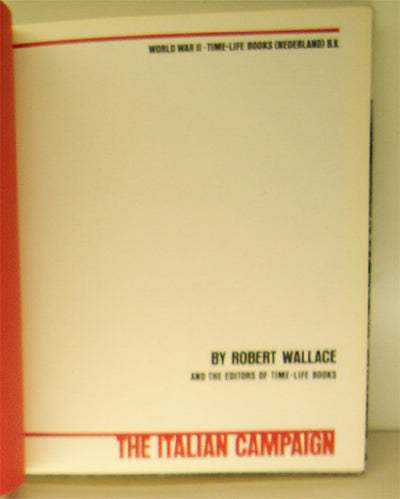 WORLD WAR II · TIME-LIFE BOOKS (NEDERLAND) B.V.
BY ROBERT WALLACE
AND THE EDITORS OF TIME-LIFE BOOKS
THE ITALIAN CAMPAIGN